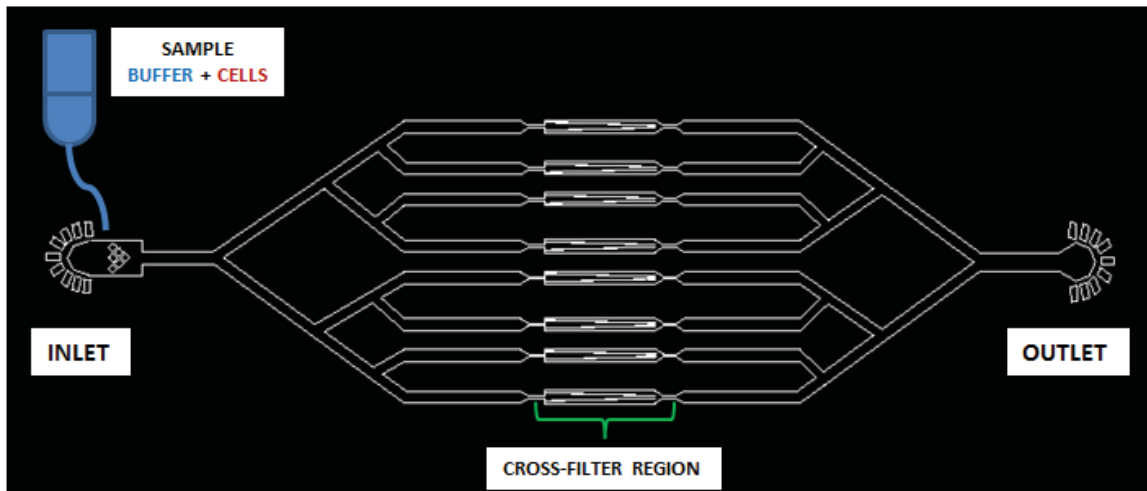 SAMPLE
BUFFER + CELLS
INLET
OUTLET
CROSS-FILTER REGION